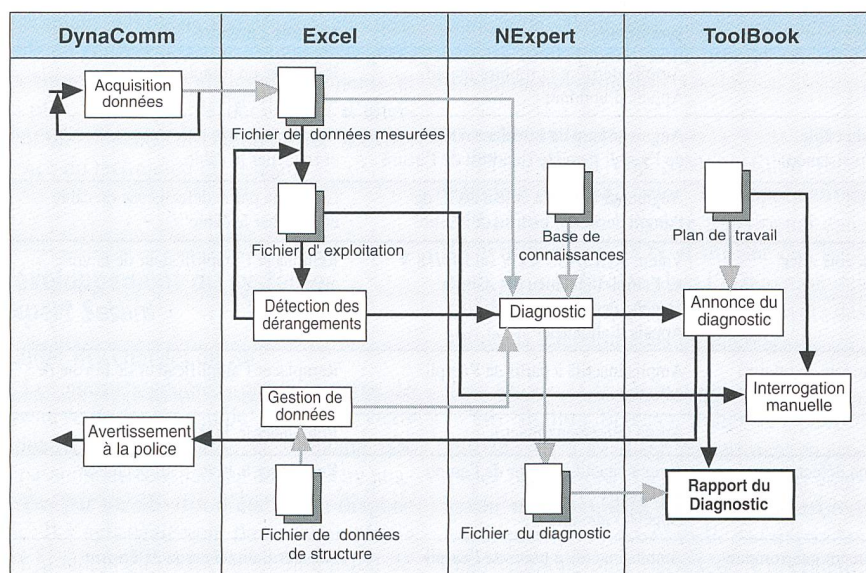 DynaComm
Excel
NExpert
ToolBook
Acquisition
données
Fichier de données mesurées
Fichier d'exploitation
Base de
connaissances
Plan de travail
Détection des
dérangements
Diagnostic
Annonce du
diagnostic
Gestion de
données
Interrogation
manuelle
Avertissement
à la police
Rapport du
Diagnostic
Fichier de données
de structure
Fichier du diagnostic